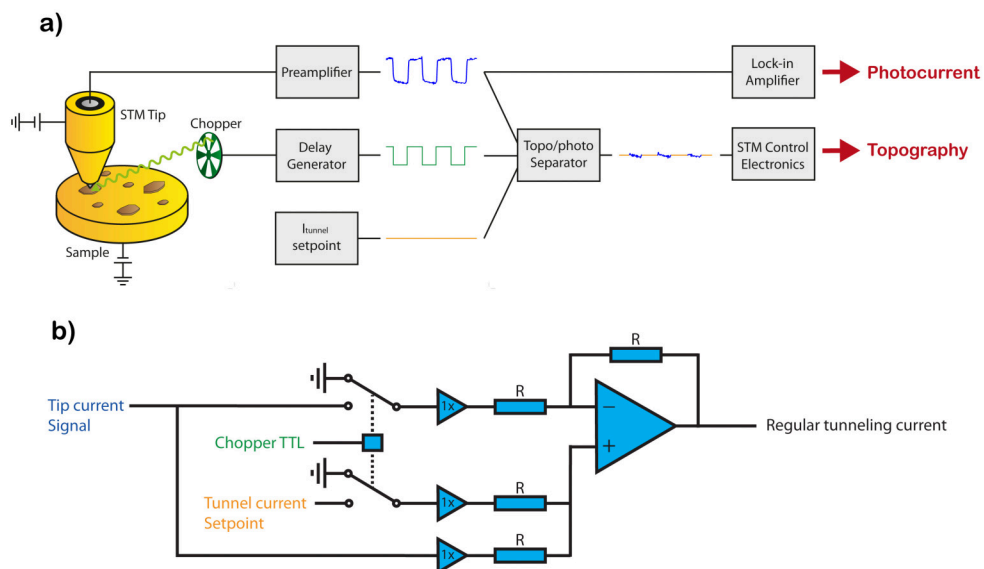 a)
Preamplifier
Lock-in
Amplifier
Photocurrent
STM Tip
Chopper
Delay
Generator
Topo/photo
Separator
STM Control
Electronics
Topography
Itunnel
setpoint
Sample
b)
R
Tip current
Signal
1x
R
−
Regular tunneling current
Chopper TTL
+
Tunnel current
Setpoint
1x
R
1x
R